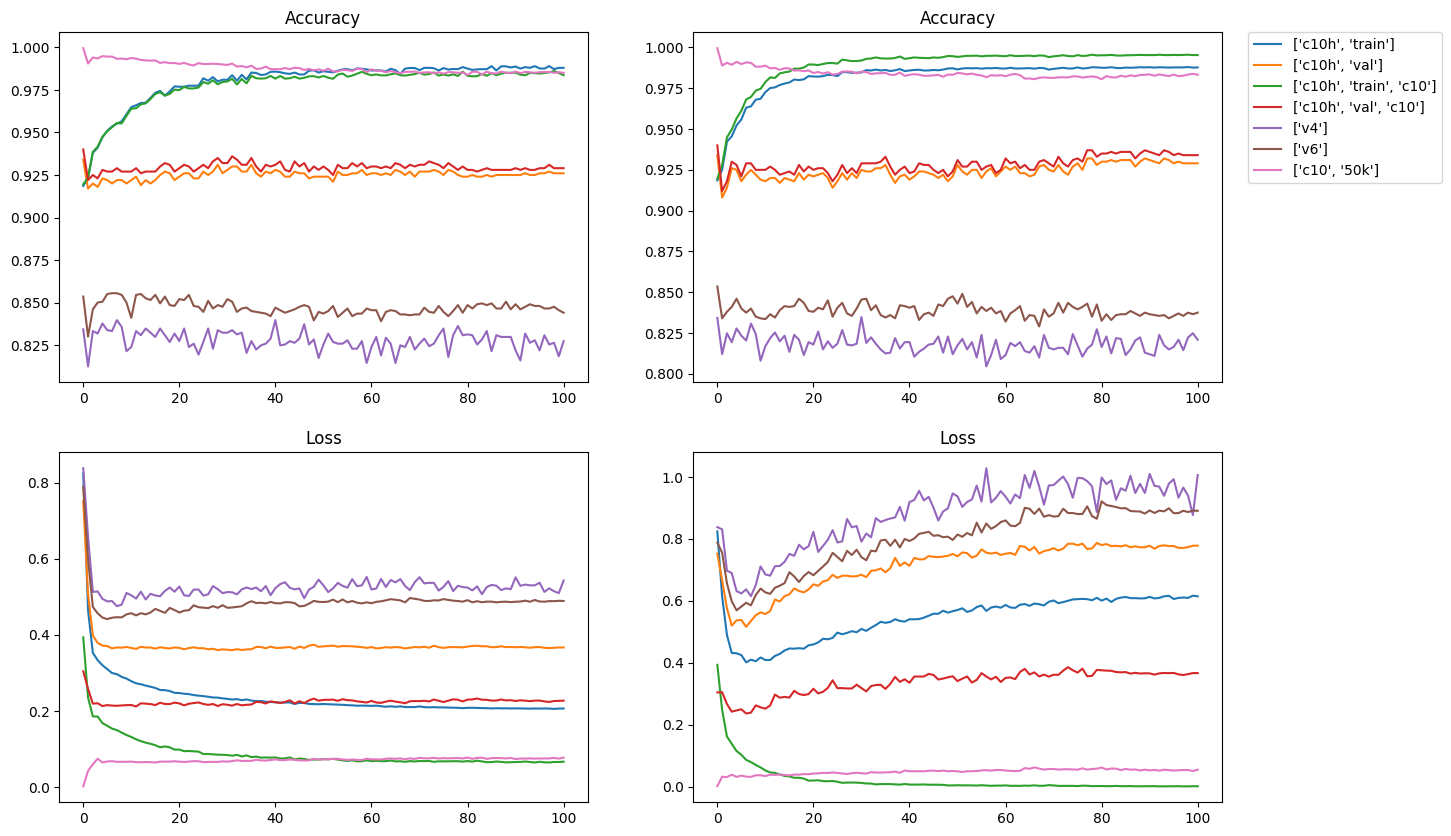 Accuracy
1.000
0.975
0.950
0.925
0.900
0.875
0.850
0.825
0 20 40 60 80 100
Accuracy
1.000
0.975
0.950
0.925
0.900
0.875
0.850
0.825
0.800
0 20 40 60 80 100
['c10h', 'train']
['c10h', 'val']
['c10h', 'train', 'c10']
['c10h', 'val', 'c10']
['v4']
['v6']
['c10', '50k']
Loss
0.8
0.6
0.4
0.2
0.0
0 20 40 60 80 100
Loss
1.0
0.8
0.6
0.4
0.2
0.0
0 20 40 60 80 100